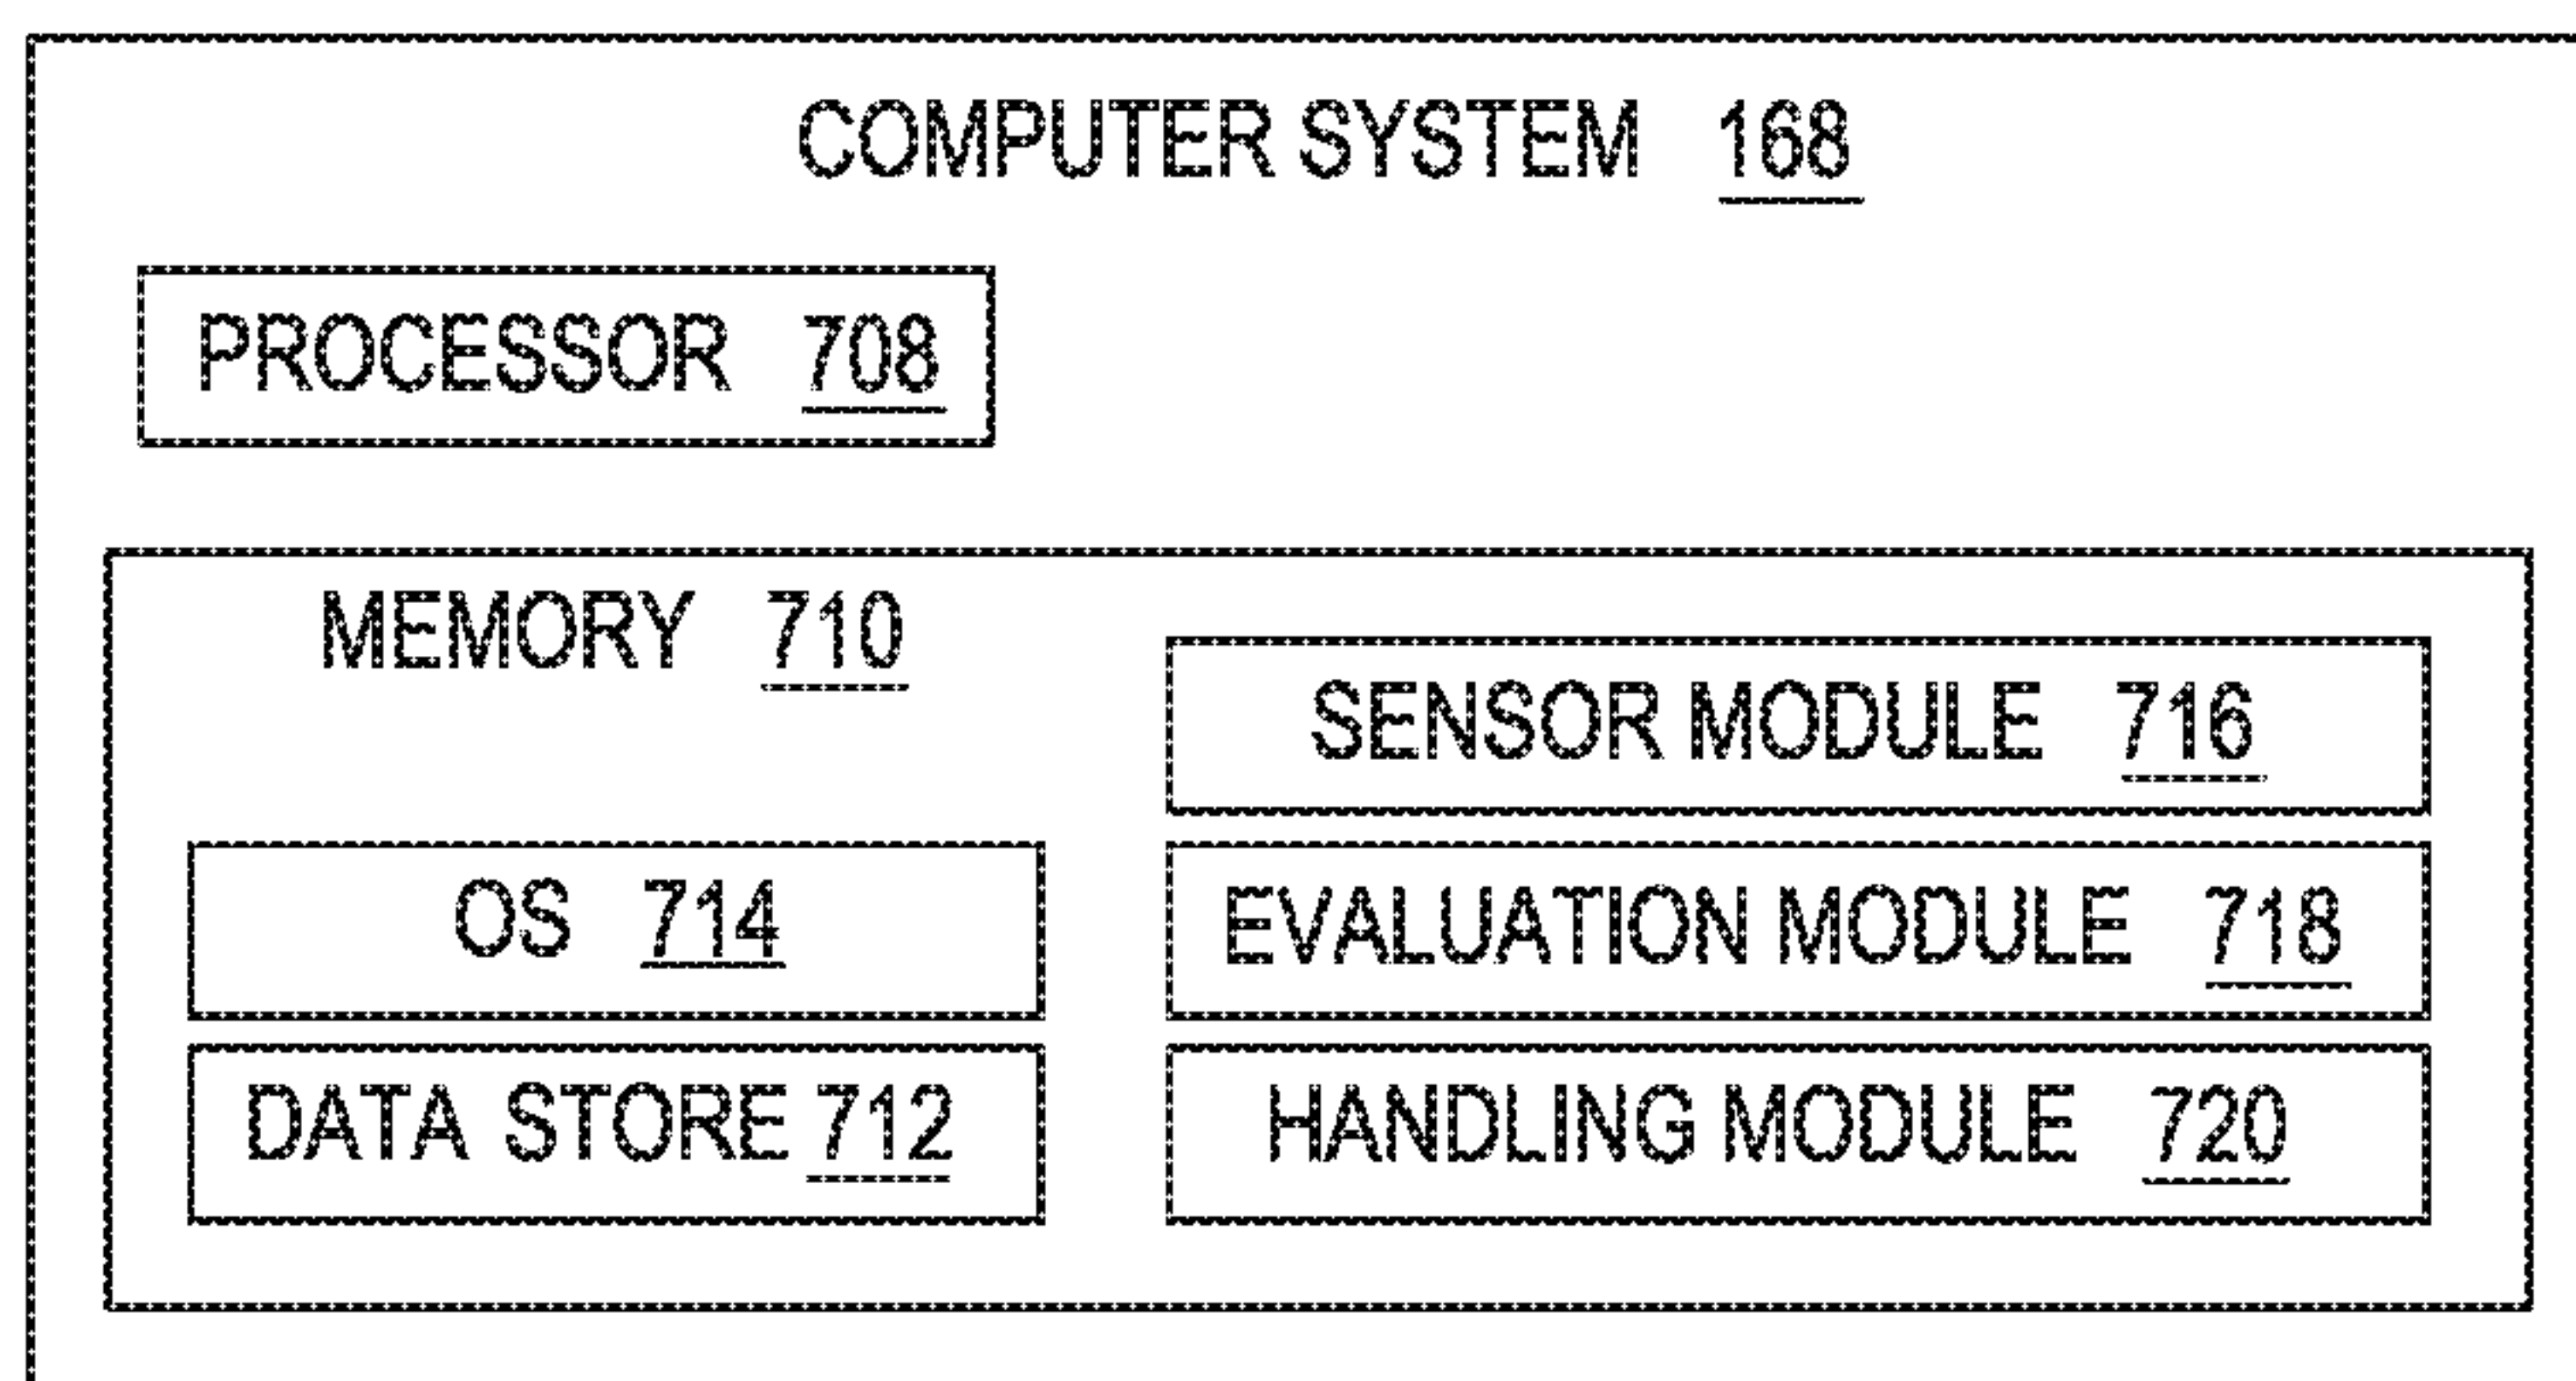 COMPUTER SYSTEM 168
PROCESSOR 708
MEMORY 710
OS 714
DATA STORE 712
SENSOR MODULE 716
EVALUATION MODULE 718
HANDLING MODULE 720